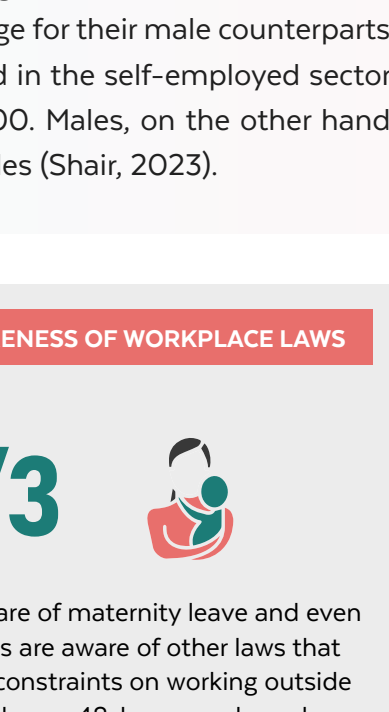 ge for their male counterparts
d in the self-employed sector
00. Males, on the other hand
les (Shair, 2023).
ENESS OF WORKPLACE LAWS
/3
are of maternity leave and even
s are aware of other laws that
constraints on working outside